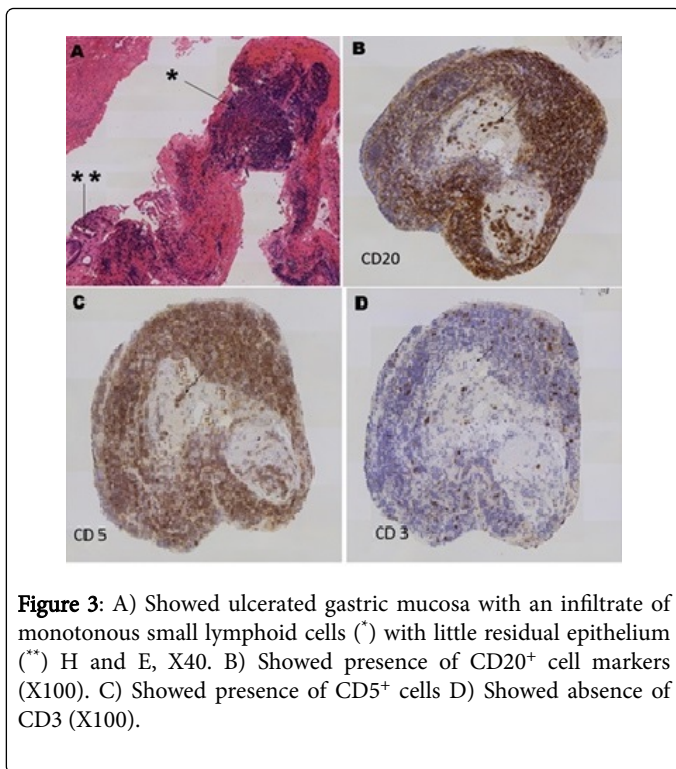 A
*
**
B
CD20
C
CD 5
D
CD 3
Figure 3: A) Showed ulcerated gastric mucosa with an infiltrate of
monotonous small lymphoid cells (*) with little residual epithelium
(**) H and E, X40. B) Showed presence of CD20+ cell markers
(X100). C) Showed presence of CD5+ cells D) Showed absence of
CD3 (X100).